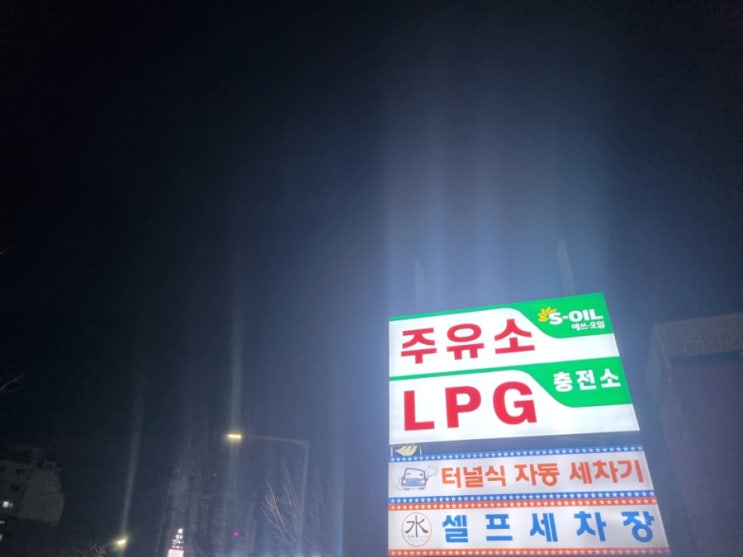 S-OIL
에쓰-오일
주유소
LPG 충전소
터널식 자동 세차기
水 셀프세차장